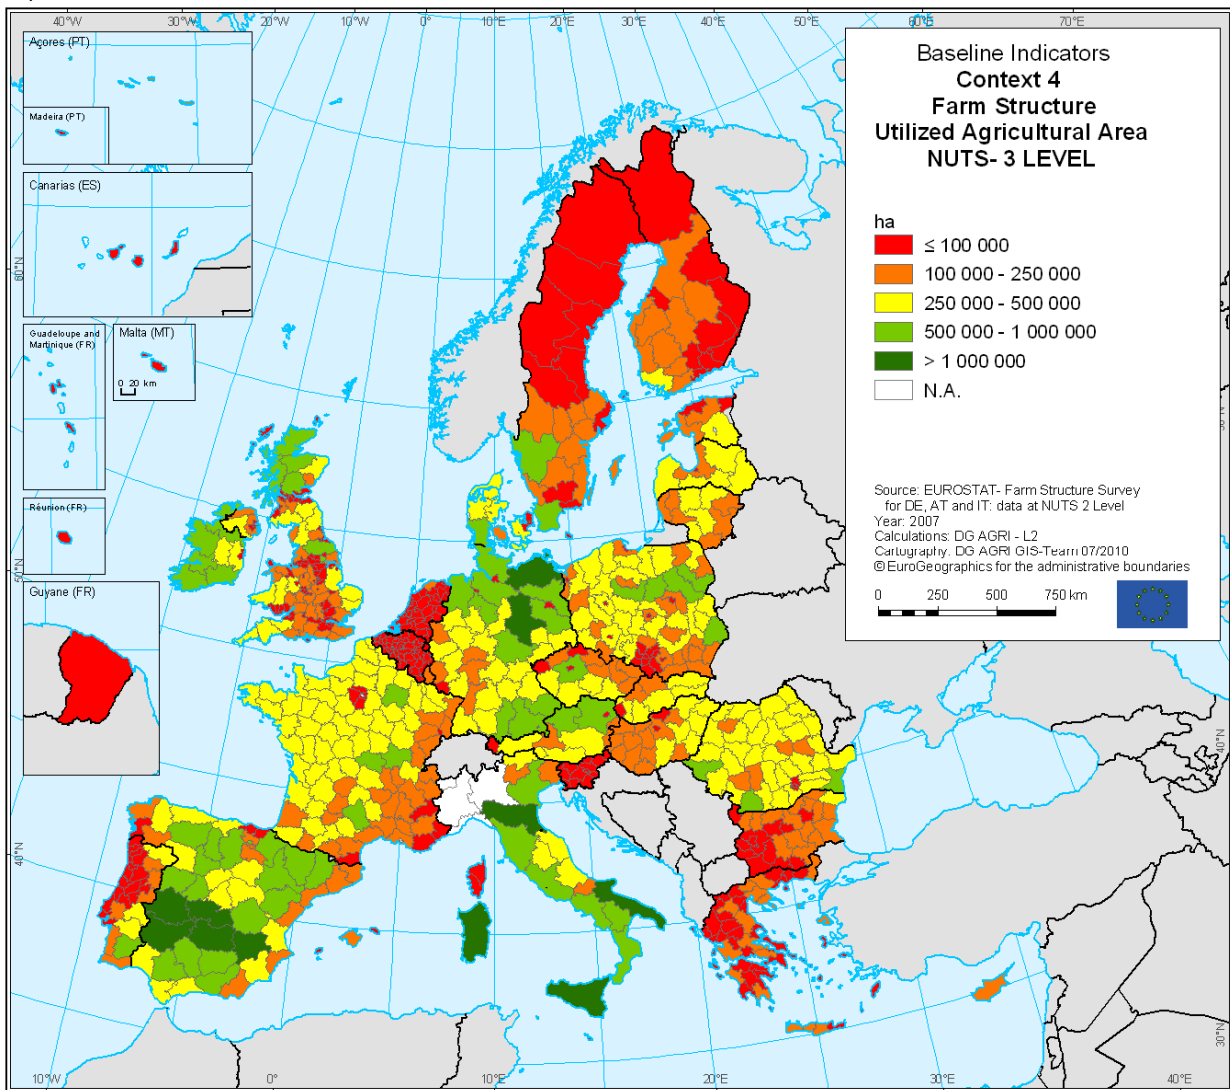 40°W
30°W
20°W
10°W
0°
10°E
20°E
30°E
40°E
50°E
60°E
70°E
Açores (PT)
Madeira (PT)
Canarias (ES)
Guadeloupe and
Martinique (FR)
Malta (MT)
0 20 km
Réunion (FR)
Guyane (FR)
Baseline Indicators
Context 4
Farm Structure
Utilized Agricultural Area
NUTS- 3 LEVEL
ha
≤ 100 000
100 000 - 250 000
250 000 - 500 000
500 000 - 1 000 000
> 1 000 000
N.A.
Source: EUROSTAT- Farm Structure Survey
for DE, AT and IT: data at NUTS 2 Level
Year: 2007
Calculations: DG AGRI - L2
Cartography: DG AGRI GIS-Team 07/2010
© EuroGeographics for the administrative boundaries
0 250 500 750 km
60°N
50°N
40°N
40°N
30°N
10°W
0°
10°E
20°E
30°E
40°E